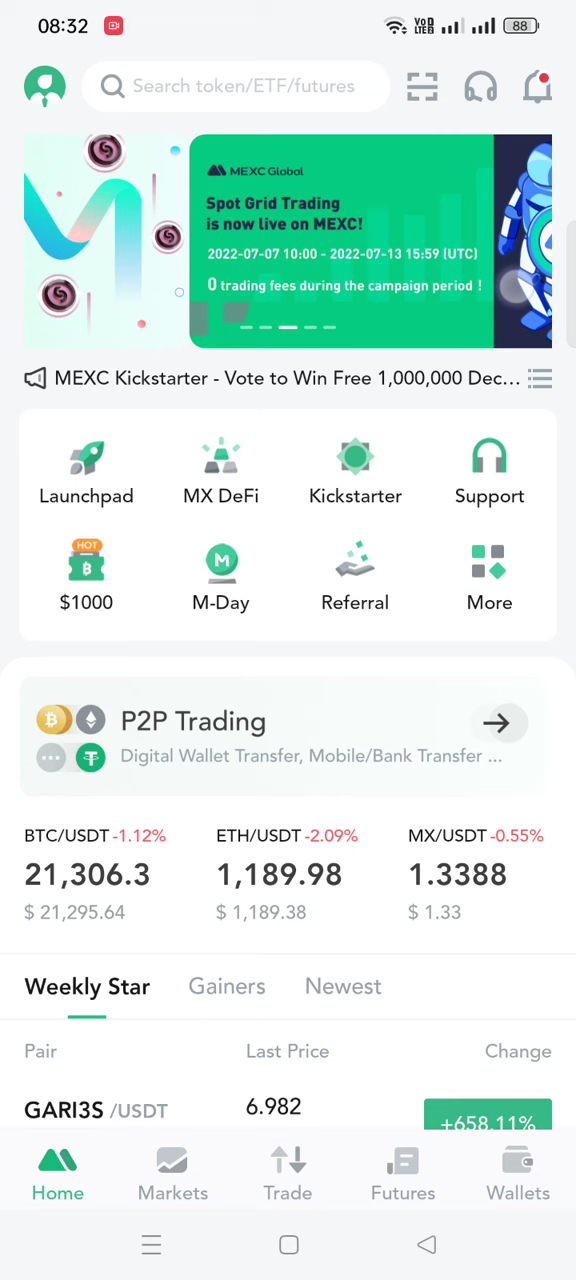 08:32
Vo D
LTE 2
88
Search token/ETF/futures
MEXC Global
Spot Grid Trading
is now live on MEXC!
2022-07-07 10:00 - 2022-07-13 15:59 (UTC)
0 trading fees during the campaign period !
MEXC Kickstarter - Vote to Win Free 1,000,000 Dec...
Launchpad MX DeFi Kickstarter Support
HOT
$1000 M-Day Referral More
P2P Trading
Digital Wallet Transfer, Mobile/Bank Transfer ...
BTC/USDT -1.12% ETH/USDT -2.09% MX/USDT -0.55%
21,306.3 1,189.98 1.3388
$ 21,295.64 $ 1,189.38 $ 1.33
Weekly Star Gainers Newest
Pair Last Price Change
GARI3S /USDT 6.982 +658.11%
Home Markets Trade Futures Wallets